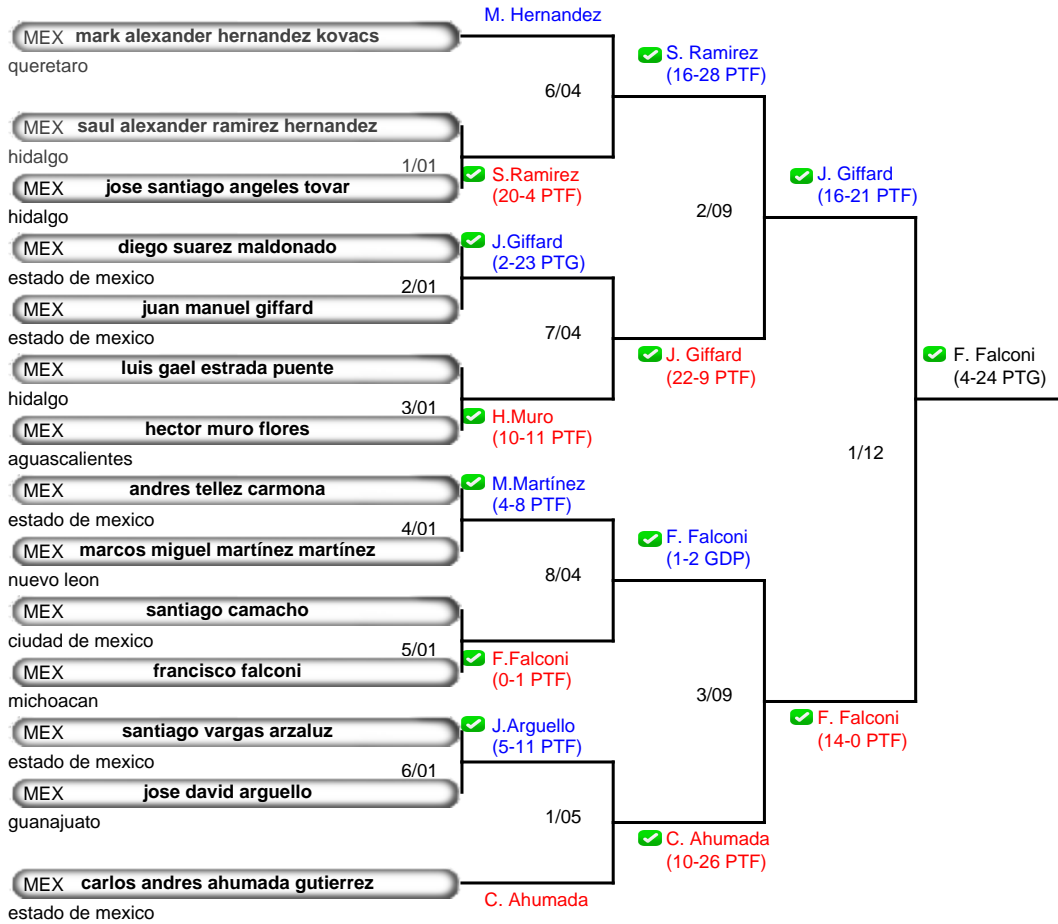 M. Hernandez
MEX mark alexander hernandez kovacs
queretaro
6/04
S. Ramirez
(16-28 PTF)
MEX saul alexander ramirez hernandez
hidalgo
1/01
S.Ramirez
(20-4 PTF)
MEX jose santiago angeles tovar
hidalgo
2/09
J. Giffard
(16-21 PTF)
MEX diego suarez maldonado
estado de mexico
J.Giffard
(2-23 PTG)
2/01
MEX juan manuel giffard
estado de mexico
7/04
J. Giffard
(22-9 PTF)
MEX luis gael estrada puente
hidalgo
3/01
H.Muro
(10-11 PTF)
MEX hector muro flores
aguascalientes
F. Falconi
(4-24 PTG)
1/12
MEX andres tellez carmona
estado de mexico
M.Martínez
(4-8 PTF)
4/01
MEX marcos miguel martínez martínez
nuevo leon
8/04
F. Falconi
(1-2 GDP)
MEX santiago camacho
ciudad de mexico
5/01
F.Falconi
(0-1 PTF)
MEX francisco falconi
michoacan
3/09
F. Falconi
(14-0 PTF)
MEX santiago vargas arzaluz
estado de mexico
J.Arguello
(5-11 PTF)
6/01
MEX jose david arguello
guanajuato
1/05
C. Ahumada
(10-26 PTF)
MEX carlos andres ahumada gutierrez
estado de mexico
C. Ahumada